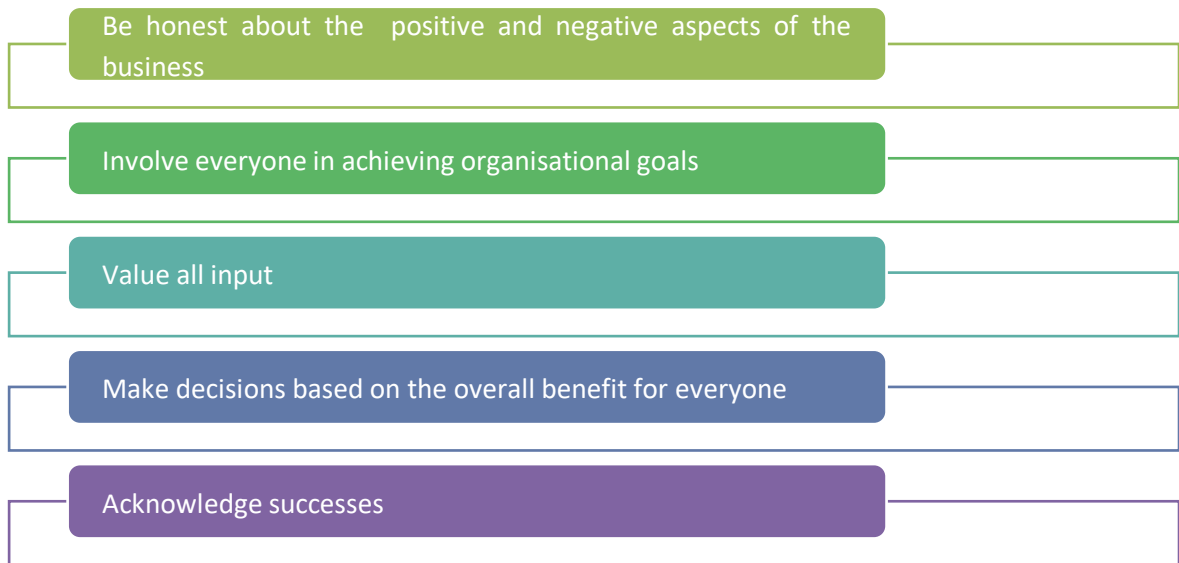 Be honest about the positive and negative aspects of the
business
Involve everyone in achieving organisational goals
Value all input
Make decisions based on the overall benefit for everyone
Acknowledge successes